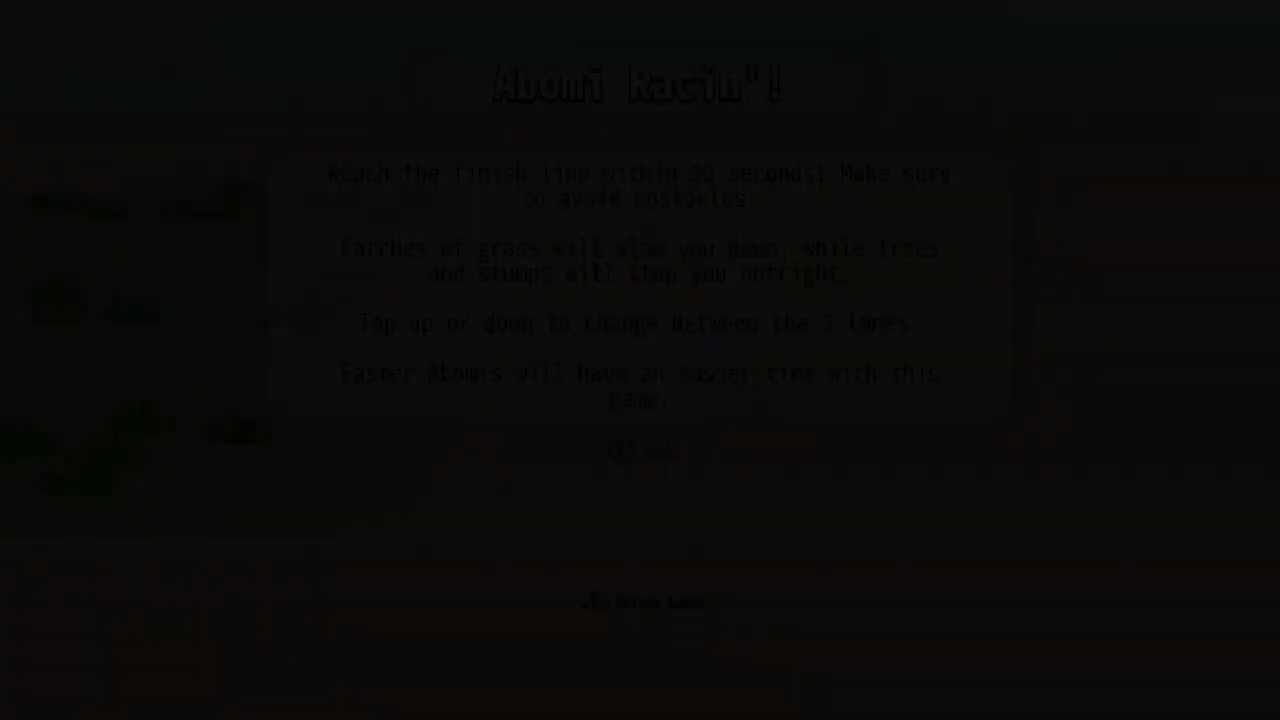 Abomi Racin'!
Reach the finish line within 30 seconds! Make sure
to avoid obstacles
Patches of grass will slow you down, while trees
and stumps will stop you outright.
Tap up or down to change between the 3 lanes.
Faster Abomis will have an easier time with this
game.